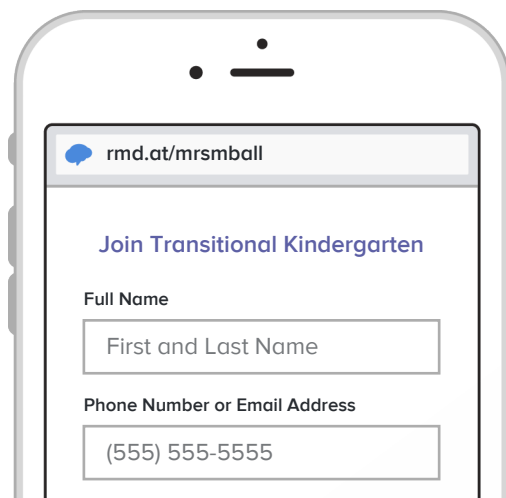 rmd.at/mrsmball
Join Transitional Kindergarten
Full Name
First and Last Name
Phone Number or Email Address
(555) 555-5555